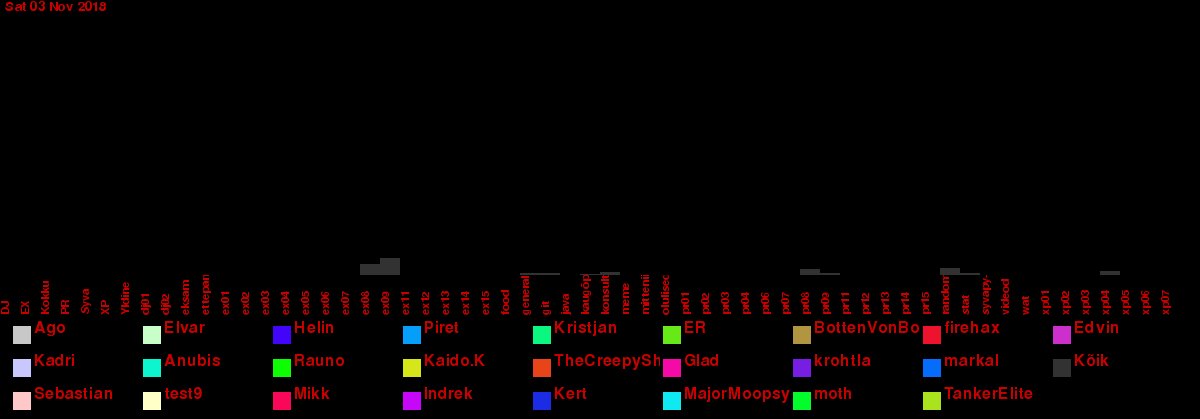 Sat 03 Nov 2018
DJ EX Kokku PR Syva XP Ykline dj01 dj02 eksam ettepan ex01 ex02 ex03 ex04 ex05 ex06 ex07 ex08 ex09 ex11 ex12 ex13 ex14 ex15 food general git java kaugõp konsult meme mittenii olulisec pr01 pr02 pr03 pr04 pr06 pr07 pr08 pr09 pr11 pr12 pr13 pr14 pr15 random stat syvapy- videod wat xp01 xp02 xp03 xp04 xp05 xp06 xp07
Ago Elvar Helin Piret Kristjan ER BottenVonBo firehax Edvin
Kadri Anubis Rauno Kaido.K TheCreepySh Glad krohtla markal Kõik
Sebastian test9 Mikk Indrek Kert MajorMoopsy moth TankerElite